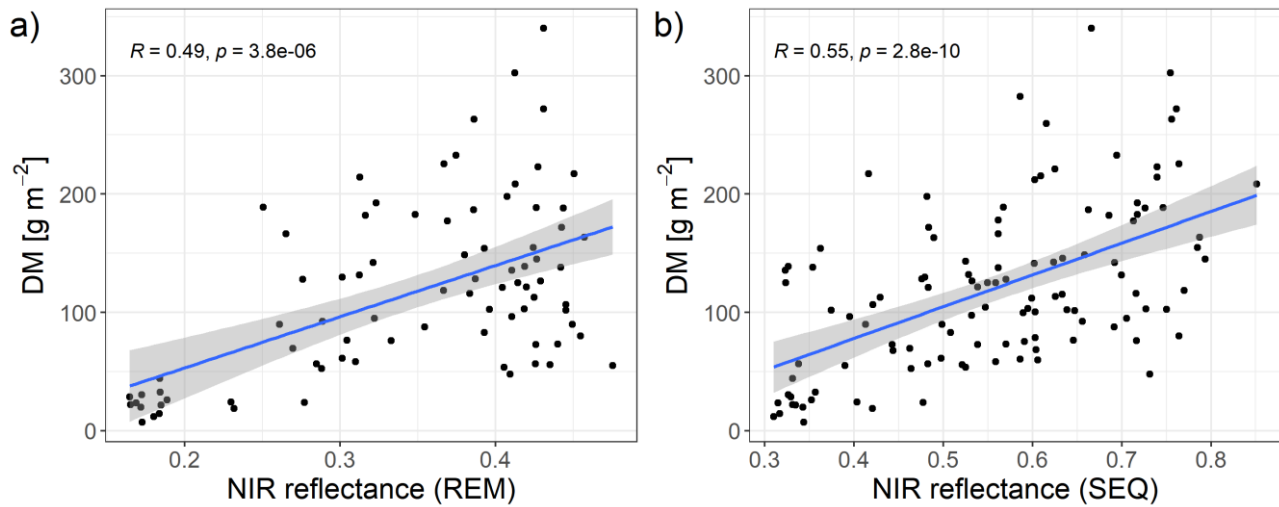 a)
R = 0.49, p = 3.8e-06
DM [g m⁻²]
300
200
100
0
0.2 0.3 0.4
NIR reflectance (REM)
b)
R = 0.55, p = 2.8e-10
DM [g m⁻²]
300
200
100
0
0.3 0.4 0.5 0.6 0.7 0.8
NIR reflectance (SEQ)